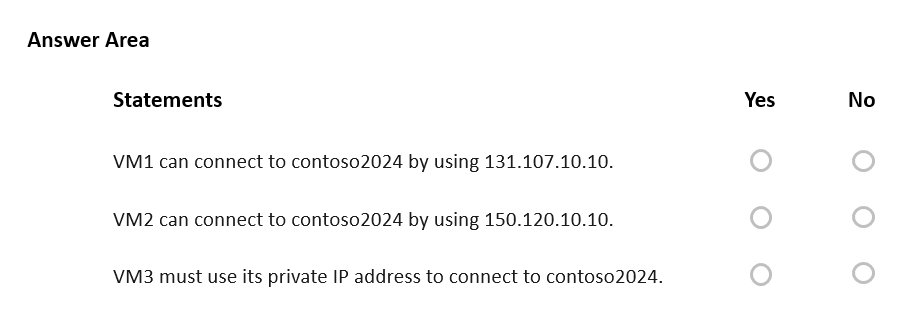 Answer Area
Statements Yes No
VM1 can connect to contoso2024 by using 131.107.10.10.
VM2 can connect to contoso2024 by using 150.120.10.10.
VM3 must use its private IP address to connect to contoso2024.